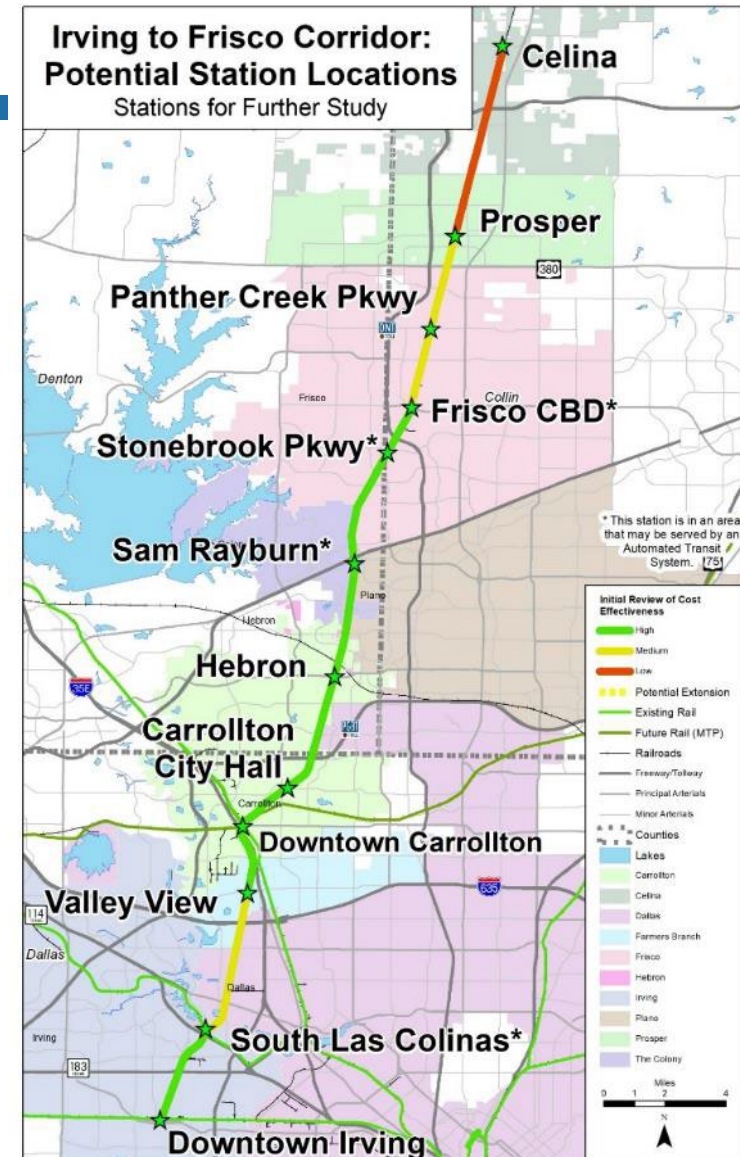 Irving to Frisco Corridor:
Potential Station Locations
Stations for Further Study
Celina
Prosper
380
Panther Creek Pkwy
Denton
Frisco
Collin
Frisco CBD*
Stonebrook Pkwy*
* This station is in an area
that may be served by an
Automated Transit
System.
75
Sam Rayburn*
Plano
Hebron
Hebron
35E
Carrollton
City Hall
Carrollton
Downtown Carrollton
Valley View
635
114
Dallas
Dallas
Irving
South Las Colinas*
183
Downtown Irving
Initial Review of Cost
Effectiveness
High
Medium
Low
Potential Extension
Existing Rail
Future Rail (MTP)
Railroads
Freeway/Tollway
Principal Arterials
Minor Arterials
Counties
Lakes
Carrollton
Celina
Dallas
Farmers Branch
Frisco
Hebron
Irving
Plano
Prosper
The Colony
Miles
0 1 2 4
N